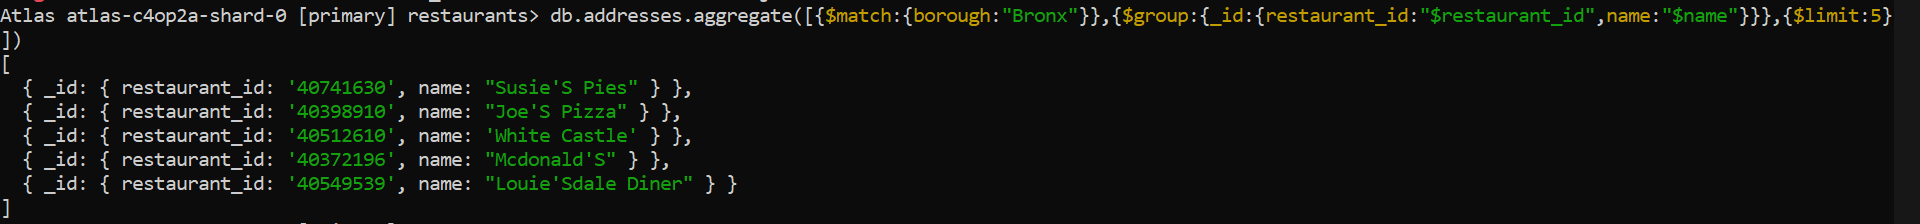 Atlas atlas-c4op2a-shard-0 [primary] restaurants> db.addresses.aggregate([{$match:{borough:"Bronx"}},{$group:{_id:{restaurant_id:"$restaurant_id",name:"$name"}}},{$limit:5}
])
[
  { _id: { restaurant_id: '40741630', name: "Susie'S Pies" } },
  { _id: { restaurant_id: '40398910', name: "Joe'S Pizza" } },
  { _id: { restaurant_id: '40512610', name: 'White Castle' } },
  { _id: { restaurant_id: '40372196', name: "Mcdonald'S" } },
  { _id: { restaurant_id: '40549539', name: "Louie'Sdale Diner" } }
]